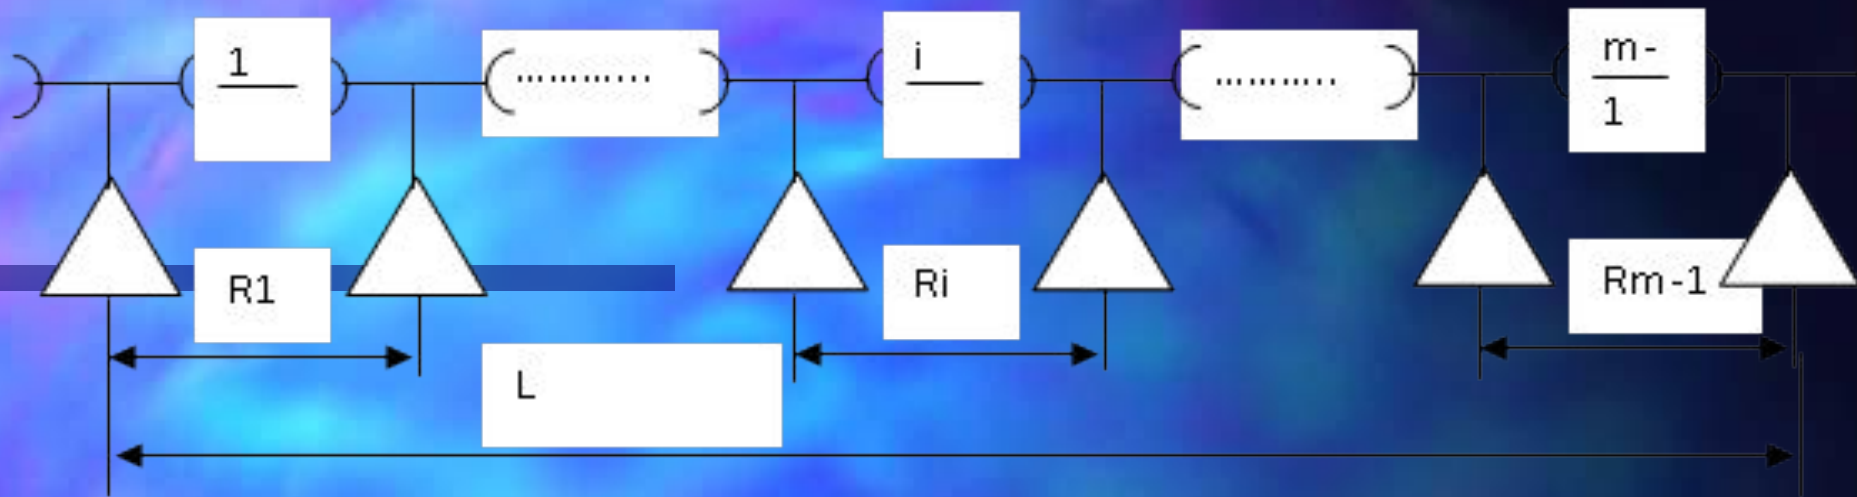 1
............
i
...........
m-
1
R1
Ri
Rm-1
L